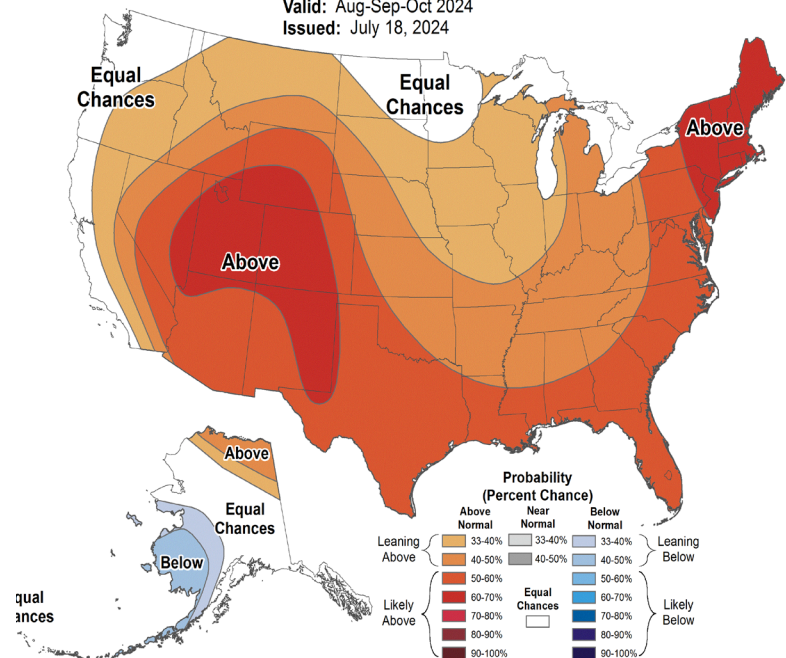 Valid: Aug-Sep-Oct 2024
Issued: July 18, 2024
Equal
Chances
Equal
Chances
Above
Above
Above
Equal
Chances
Below
qual
ances
Probability
(Percent Chance)
Above
Normal
Near
Normal
Below
Normal
Leaning
Above
33-40%
40-50%
33-40%
40-50%
33-40%
40-50%
Leaning
Below
Likely
Above
50-60%
60-70%
70-80%
80-90%
90-100%
Equal
Chances
50-60%
60-70%
70-80%
80-90%
90-100%
Likely
Below